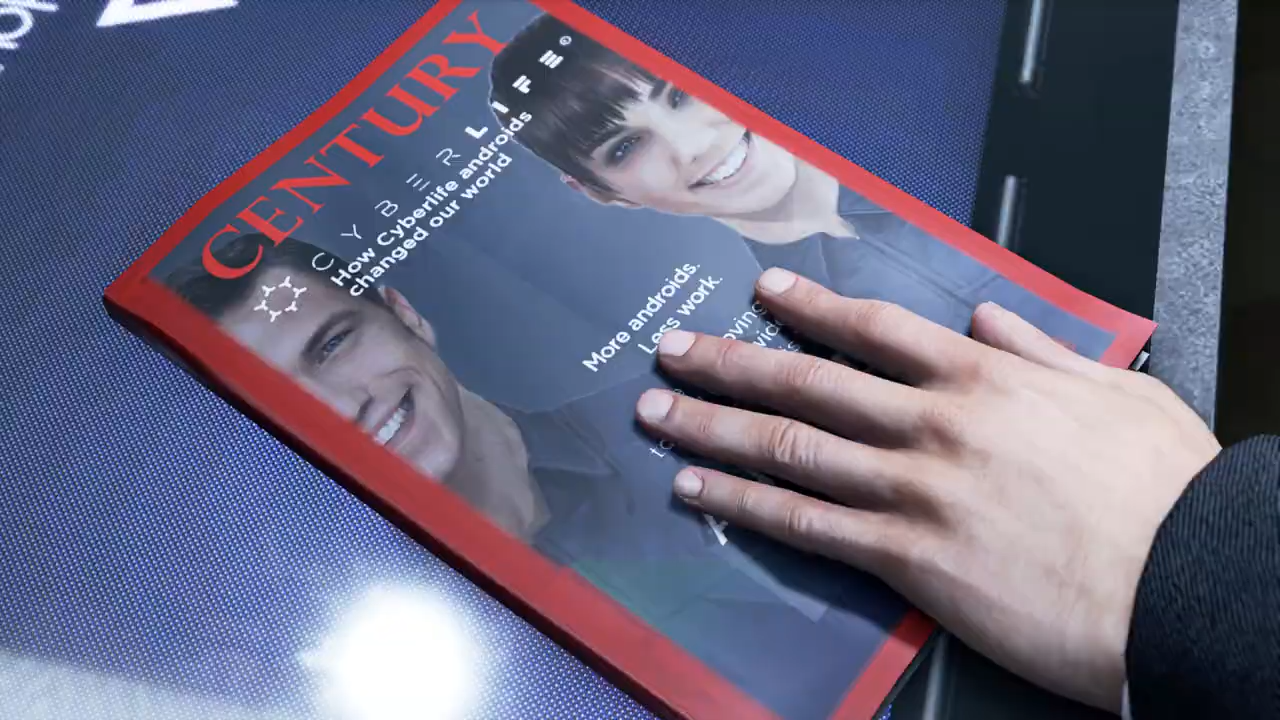 CENTURY
CYBERLIFE©
How Cyberlife androids
changed our world
More androids.
Less work.